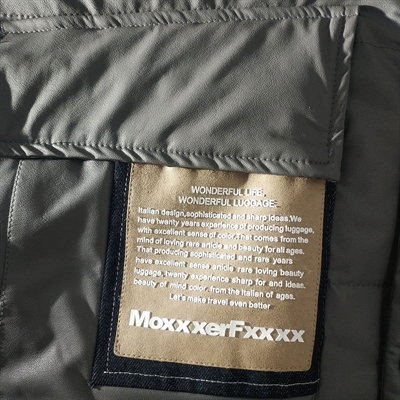 WONDERFUL LIFE,
WONDERFUL LUGGAGE,
Italian design,sophisticated and sharp ideas.We
have twenty years experience of producing luggage,
with excellent sense of color.That comes from the
mind of loving rare article and beauty for all ages.
That producing sophisticated and rare years
have excellent sense article rare loving beauty
luggage, twenty experience sharp for and ideas.
beauty of mind color. from the Italian of ages.
Let's make travel even better
MoxxxerFxxxx